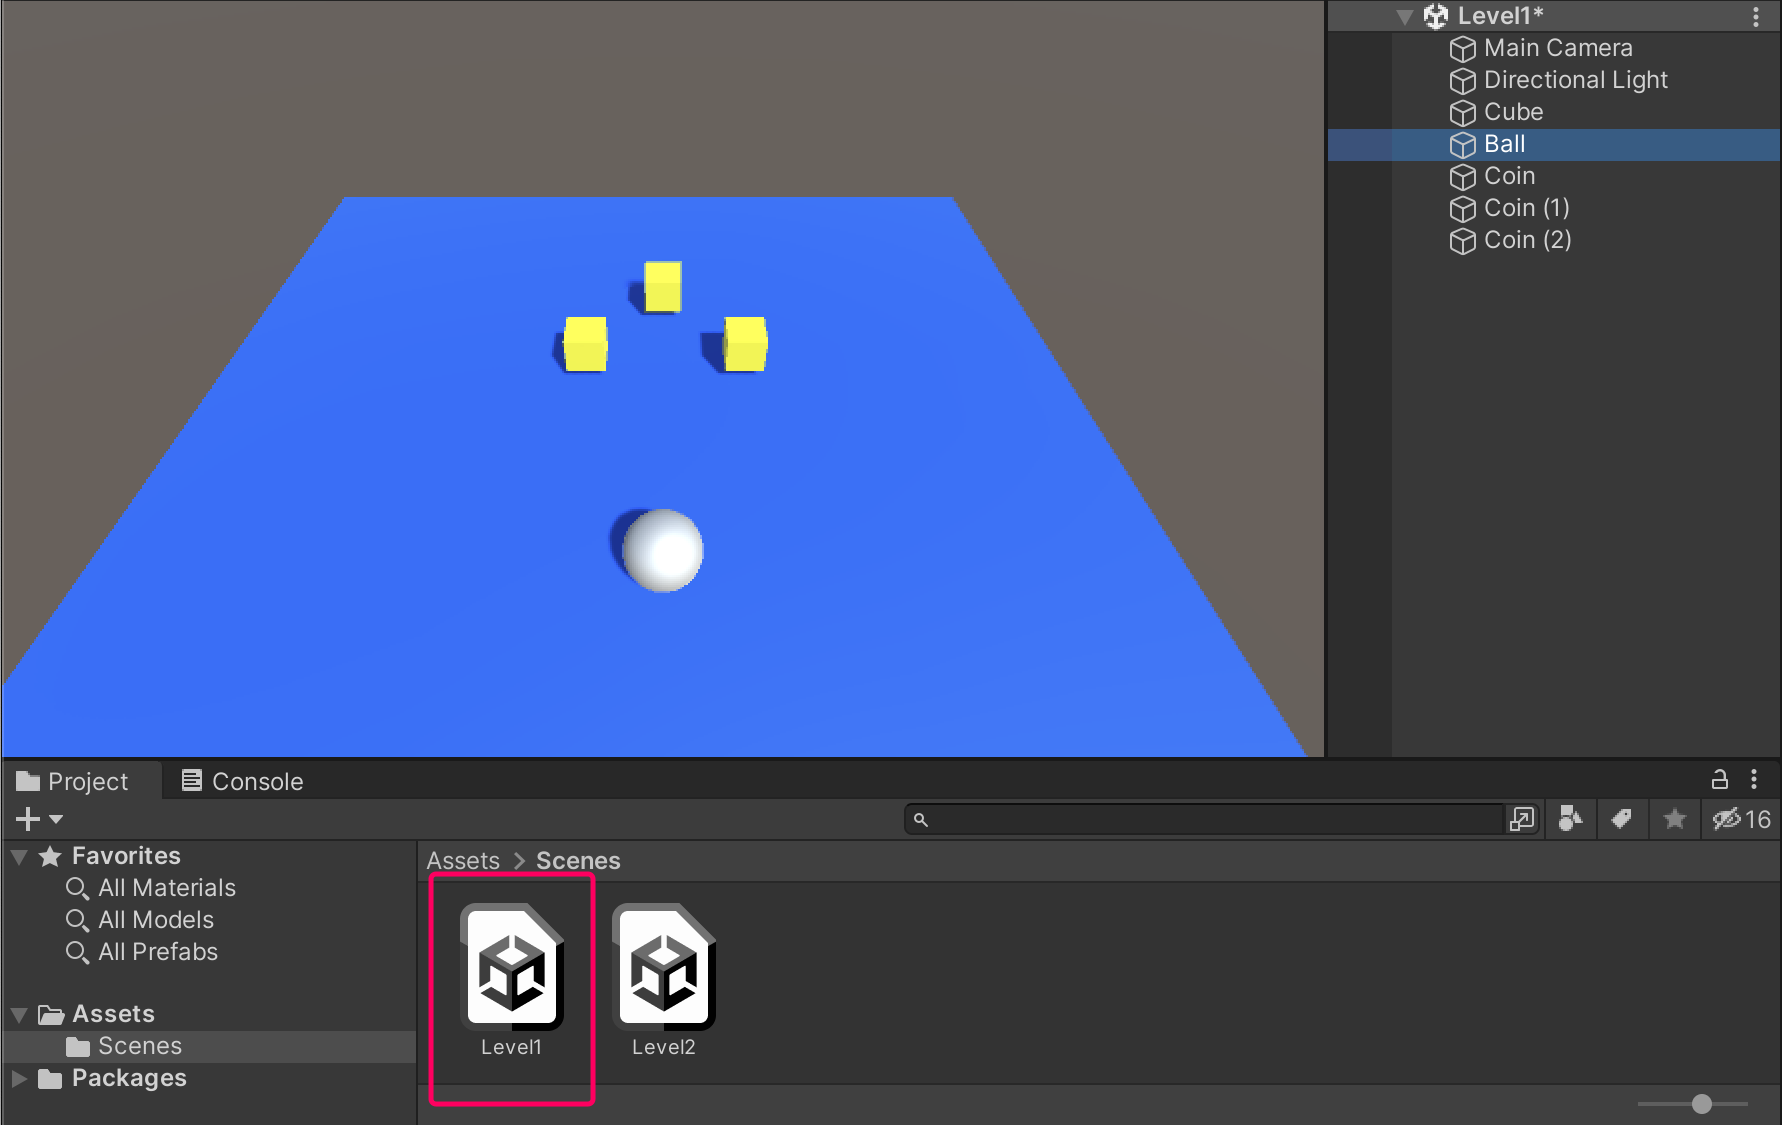 Level1*
Main Camera
Directional Light
Cube
Ball
Coin
Coin (1)
Coin (2)
Project
Console
16
Favorites
All Materials
All Models
All Prefabs
Assets
Scenes
Packages
Assets > Scenes
Level1
Level2